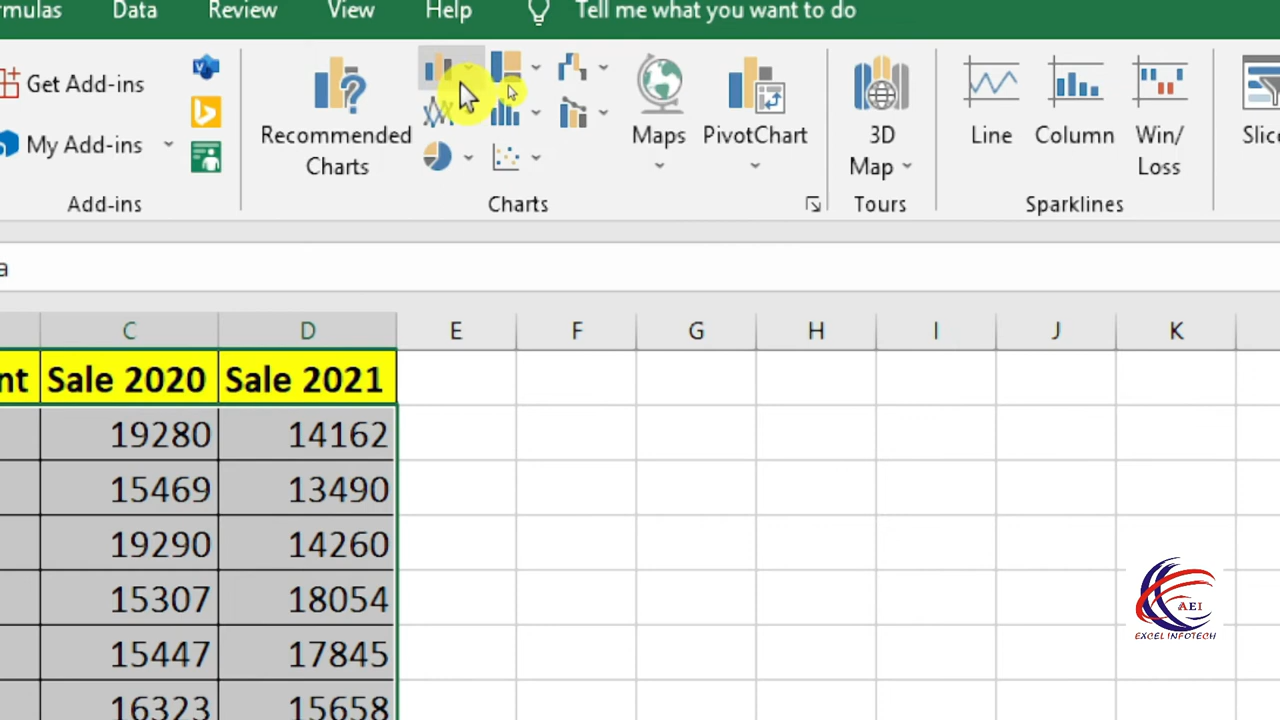 rmulas Data Review View Help Tell me what you want to do
Get Add-ins
My Add-ins
Recommended
Charts
Maps
PivotChart
3D
Map
Line
Column
Win/
Loss
Slice
Add-ins
Charts
Tours
Sparklines
a
C D E F G H I J K
nt Sale 2020 Sale 2021
19280 14162
15469 13490
19290 14260
15307 18054
15447 17845
16323 15658
AEI
EXCEL INFOTECH